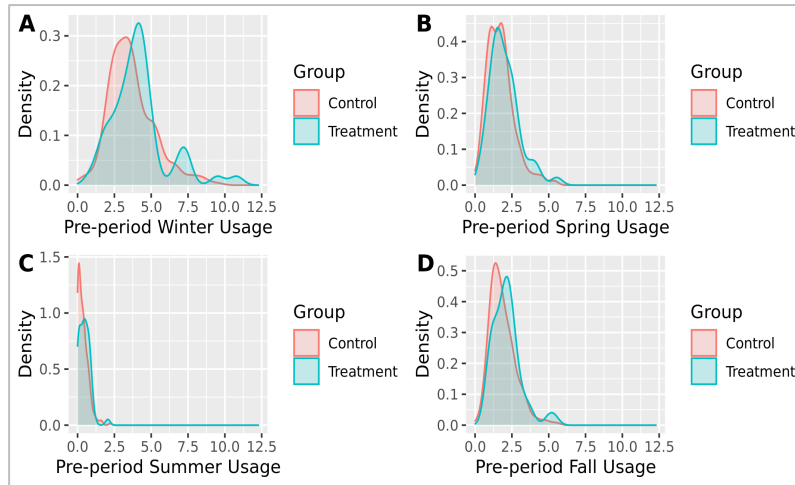 A
Density
0.3
0.2
0.1
0.0
0.0 2.5 5.0 7.5 10.0 12.5
Pre-period Winter Usage
Group
Control
Treatment
B
Density
0.4
0.3
0.2
0.1
0.0
0.0 2.5 5.0 7.5 10.0 12.5
Pre-period Spring Usage
Group
Control
Treatment
C
Density
1.5
1.0
0.5
0.0
0.0 2.5 5.0 7.5 10.0 12.5
Pre-period Summer Usage
Group
Control
Treatment
D
Density
0.5
0.4
0.3
0.2
0.1
0.0
0.0 2.5 5.0 7.5 10.0 12.5
Pre-period Fall Usage
Group
Control
Treatment